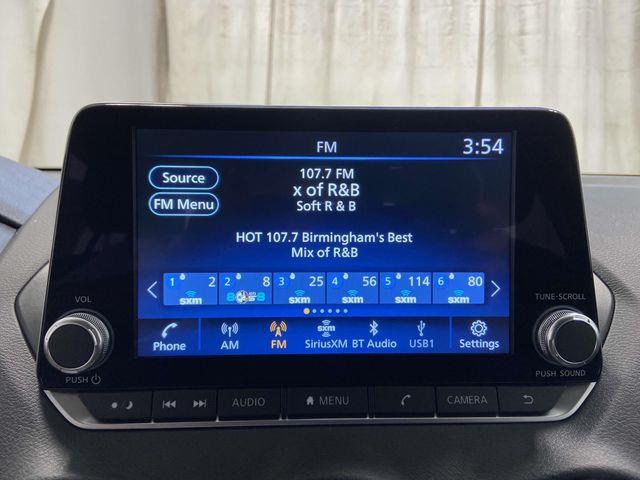 FM
3:54
Source
FM Menu
107.7 FM
x of R&B
Soft R & B
HOT 107.7 Birmingham's Best
Mix of R&B
1 2 sxm
2 8
3 25 sxm
4 56 sxm
5 114 sxm
6 80 sxm
Phone
AM
FM
sxm
SiriusXM
BT Audio
USB1
Settings
VOL
PUSH
TUNE-SCROLL
PUSH SOUND
AUDIO
MENU
CAMERA